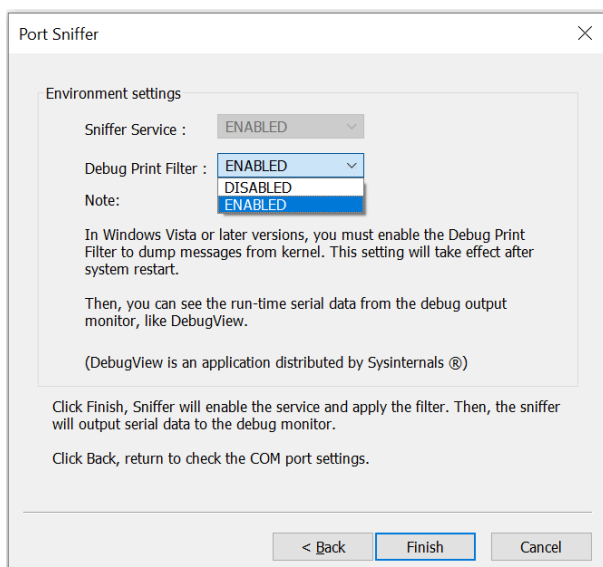 Port Sniffer
Environment settings
Sniffer Service :
ENABLED
Debug Print Filter :
ENABLED
DISABLED
ENABLED
Note:
In Windows Vista or later versions, you must enable the Debug Print
Filter to dump messages from kernel. This setting will take effect after
system restart.
Then, you can see the run-time serial data from the debug output
monitor, like DebugView.
(DebugView is an application distributed by Sysinternals ®)
Click Finish, Sniffer will enable the service and apply the filter. Then, the sniffer
will output serial data to the debug monitor.
Click Back, return to check the COM port settings.
< Back
Finish
Cancel